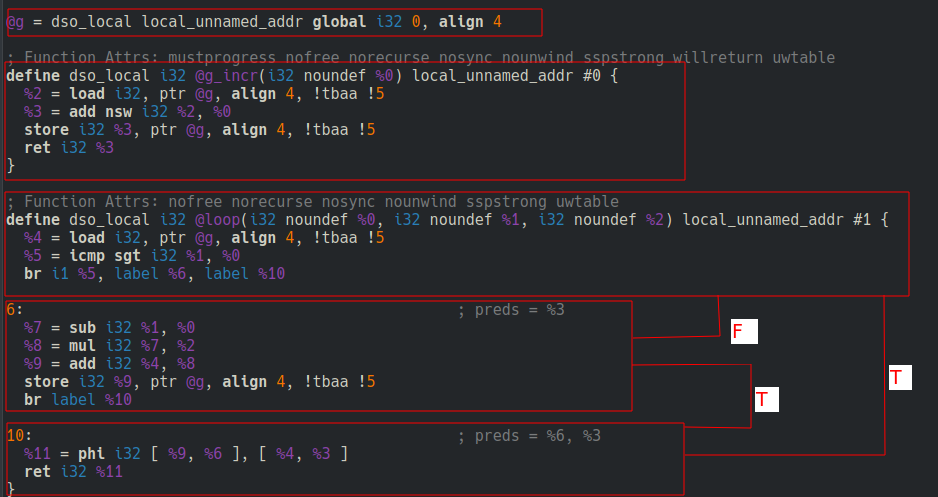 @g = dso_local local_unnamed_addr global i32 0, align 4
; Function Attrs: mustprogress nofree norecurse nosync nounwind sspstrong willreturn uwtable
define dso_local i32 @g_incr(i32 noundef %0) local_unnamed_addr #0 {
  %2 = load i32, ptr @g, align 4, !tbaa !5
  %3 = add nsw i32 %2, %0
  store i32 %3, ptr @g, align 4, !tbaa !5
  ret i32 %3
}
; Function Attrs: nofree norecurse nosync nounwind sspstrong uwtable
define dso_local i32 @loop(i32 noundef %0, i32 noundef %1, i32 noundef %2) local_unnamed_addr #1 {
  %4 = load i32, ptr @g, align 4, !tbaa !5
  %5 = icmp sgt i32 %1, %0
  br i1 %5, label %6, label %10
6:                                                ; preds = %3
  %7 = sub i32 %1, %0
  %8 = mul i32 %7, %2
  %9 = add i32 %4, %8
  store i32 %9, ptr @g, align 4, !tbaa !5
  br label %10
10:                                               ; preds = %6, %3
  %11 = phi i32 [ %9, %6 ], [ %4, %3 ]
  ret i32 %11
}
F
T
T